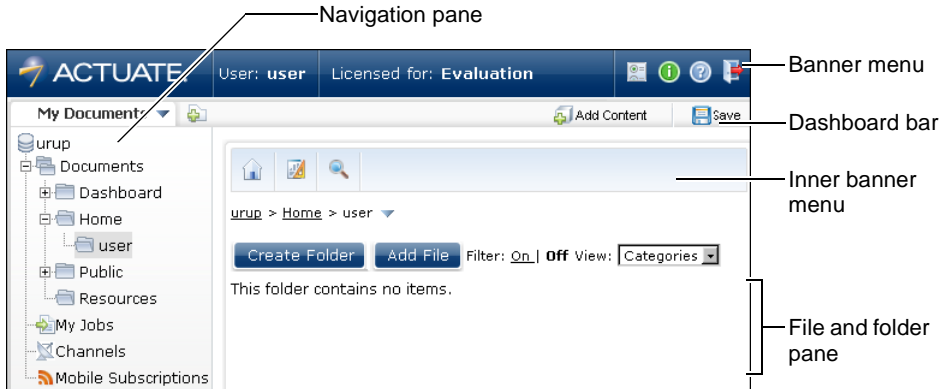 Navigation pane
ACTUATE. User: user Licensed for: Evaluation
Banner menu
My Documents Add Content Save
Dashboard bar
urup
Documents
Dashboard
Home
user
Public
Resources
My Jobs
Channels
Mobile Subscriptions
Inner banner
menu
urup > Home > user
Create Folder Add File Filter: On | Off View: Categories
This folder contains no items.
File and folder
pane